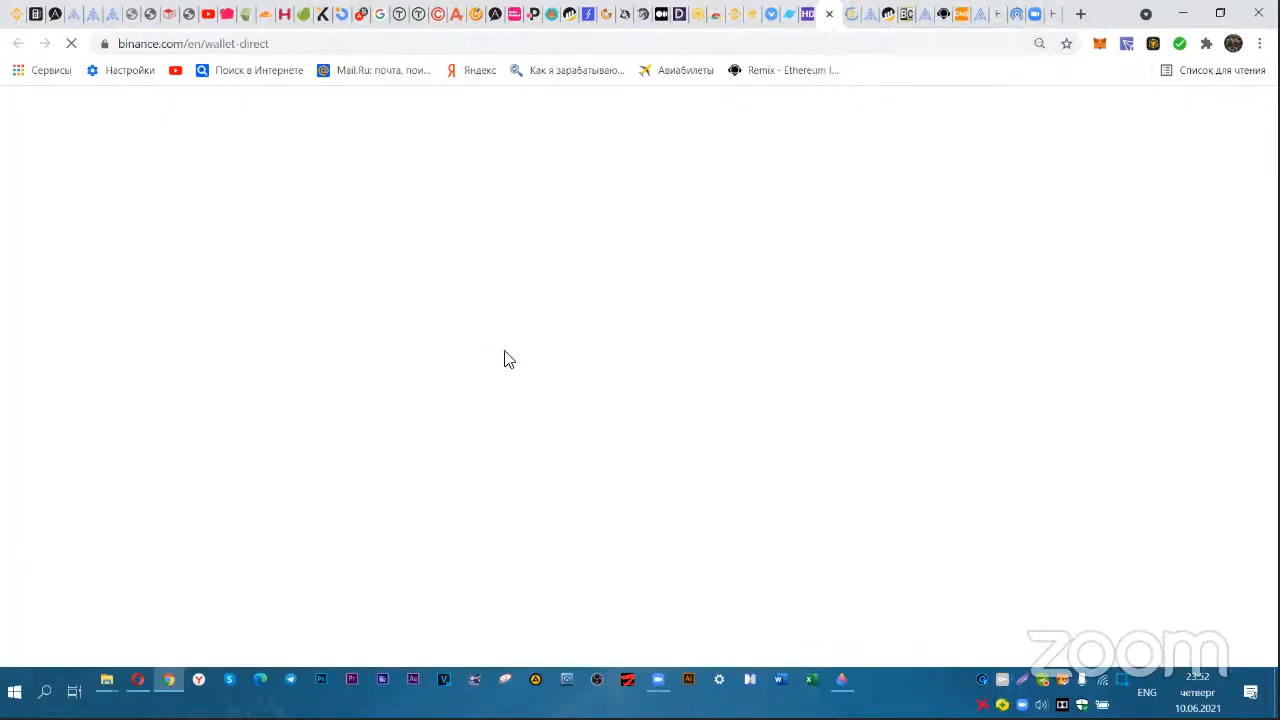 binance.com/en/wallet-direct
Сервисы Настройки Поиск в Интернете Mail.Ru: почта, пои... Яндекс Как я зарабатываю... Авиабилеты Remix - Ethereum I... Список для чтения
zoom
23:52
ENG четверг
10.06.2021